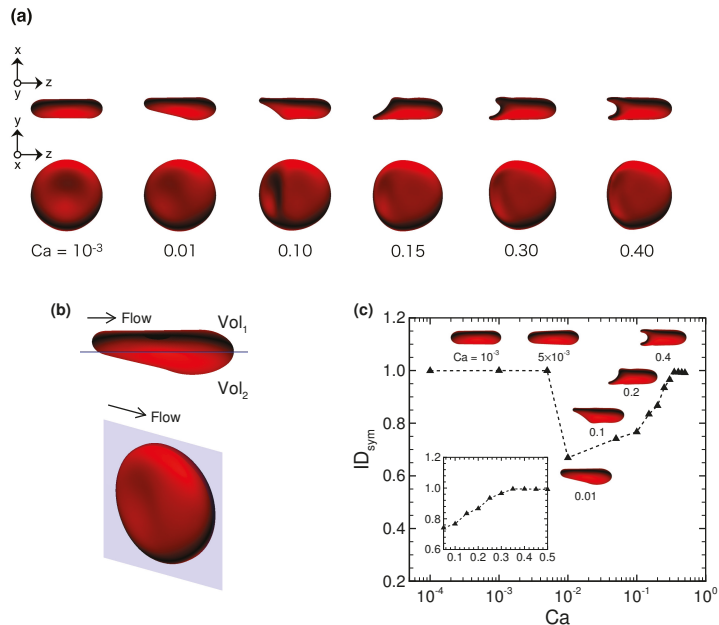 (a)
x
z
y
y
z
x
Ca = 10⁻³ 0.01 0.10 0.15 0.30 0.40
(b)
Flow
Vol₁
Vol₂
Flow
(c)
1.2
1.0
0.8
0.6
0.4
0.2
ID_sym
Ca = 10⁻³
5×10⁻³
0.4
0.2
0.1
0.01
1.2
1.0
0.8
0.6
0.1 0.2 0.3 0.4 0.5
10⁻⁴ 10⁻³ 10⁻² 10⁻¹ 10⁰
Ca